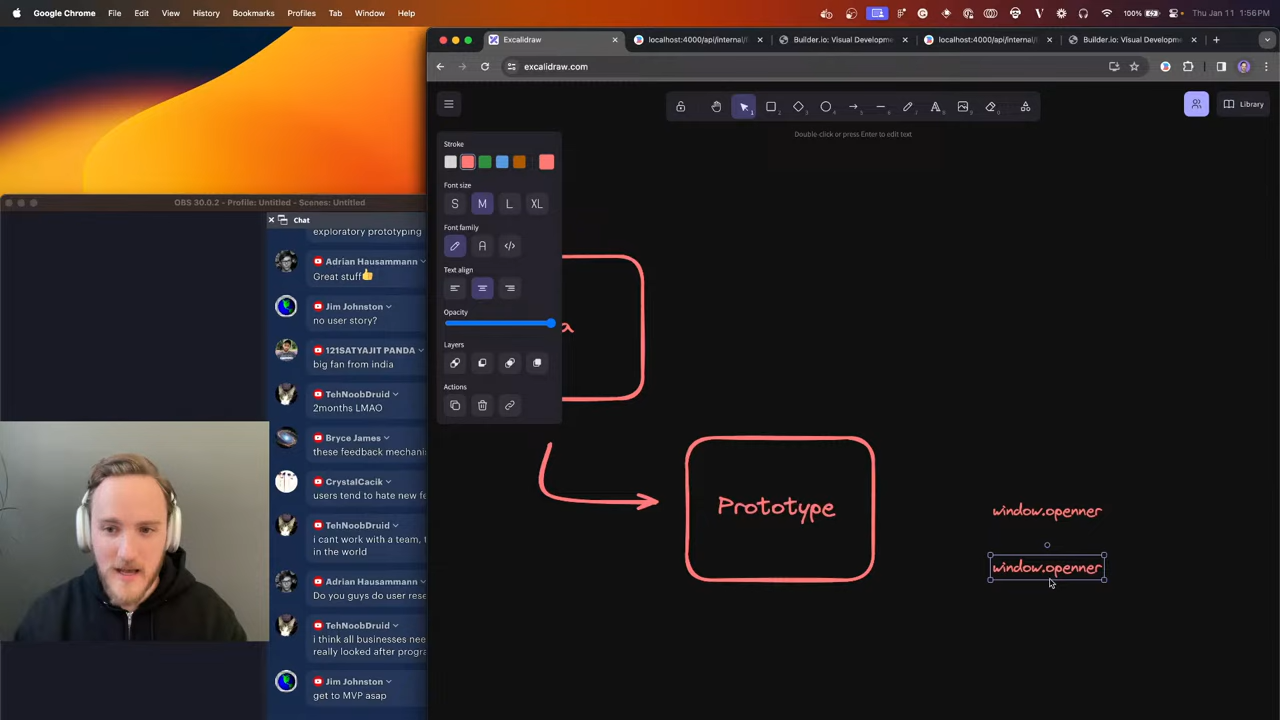 Google Chrome File Edit View History Bookmarks Profiles Tab Window Help 100% Thu Jan 11 1:56PM
Excalidraw localhost:4000/api/internal/ Builder.io: Visual Developm localhost:4000/api/internal/ Builder.io: Visual Developm
excalidraw.com
Library
Double-click or press Enter to edit text
Stroke
Font size
S M L XL
Font family
A </>
Text align
Opacity
Layers
Actions
a
Prototype
window.openner
window.openner
OBS 30.0.2 - Profile: Untitled - Scenes: Untitled
Chat
exploratory prototyping
Adrian Hausammann
Great stuff👍
Jim Johnston
no user story?
121SATYAJIT PANDA
big fan from india
TehNoobDruid
2months LMAO
Bryce James
these feedback mechani
CrystalCacik
users tend to hate new fe
TehNoobDruid
i cant work with a team, t
in the world
Adrian Hausammann
Do you guys do user rese
TehNoobDruid
i think all businesses nee
really looked after progra
Jim Johnston
get to MVP asap